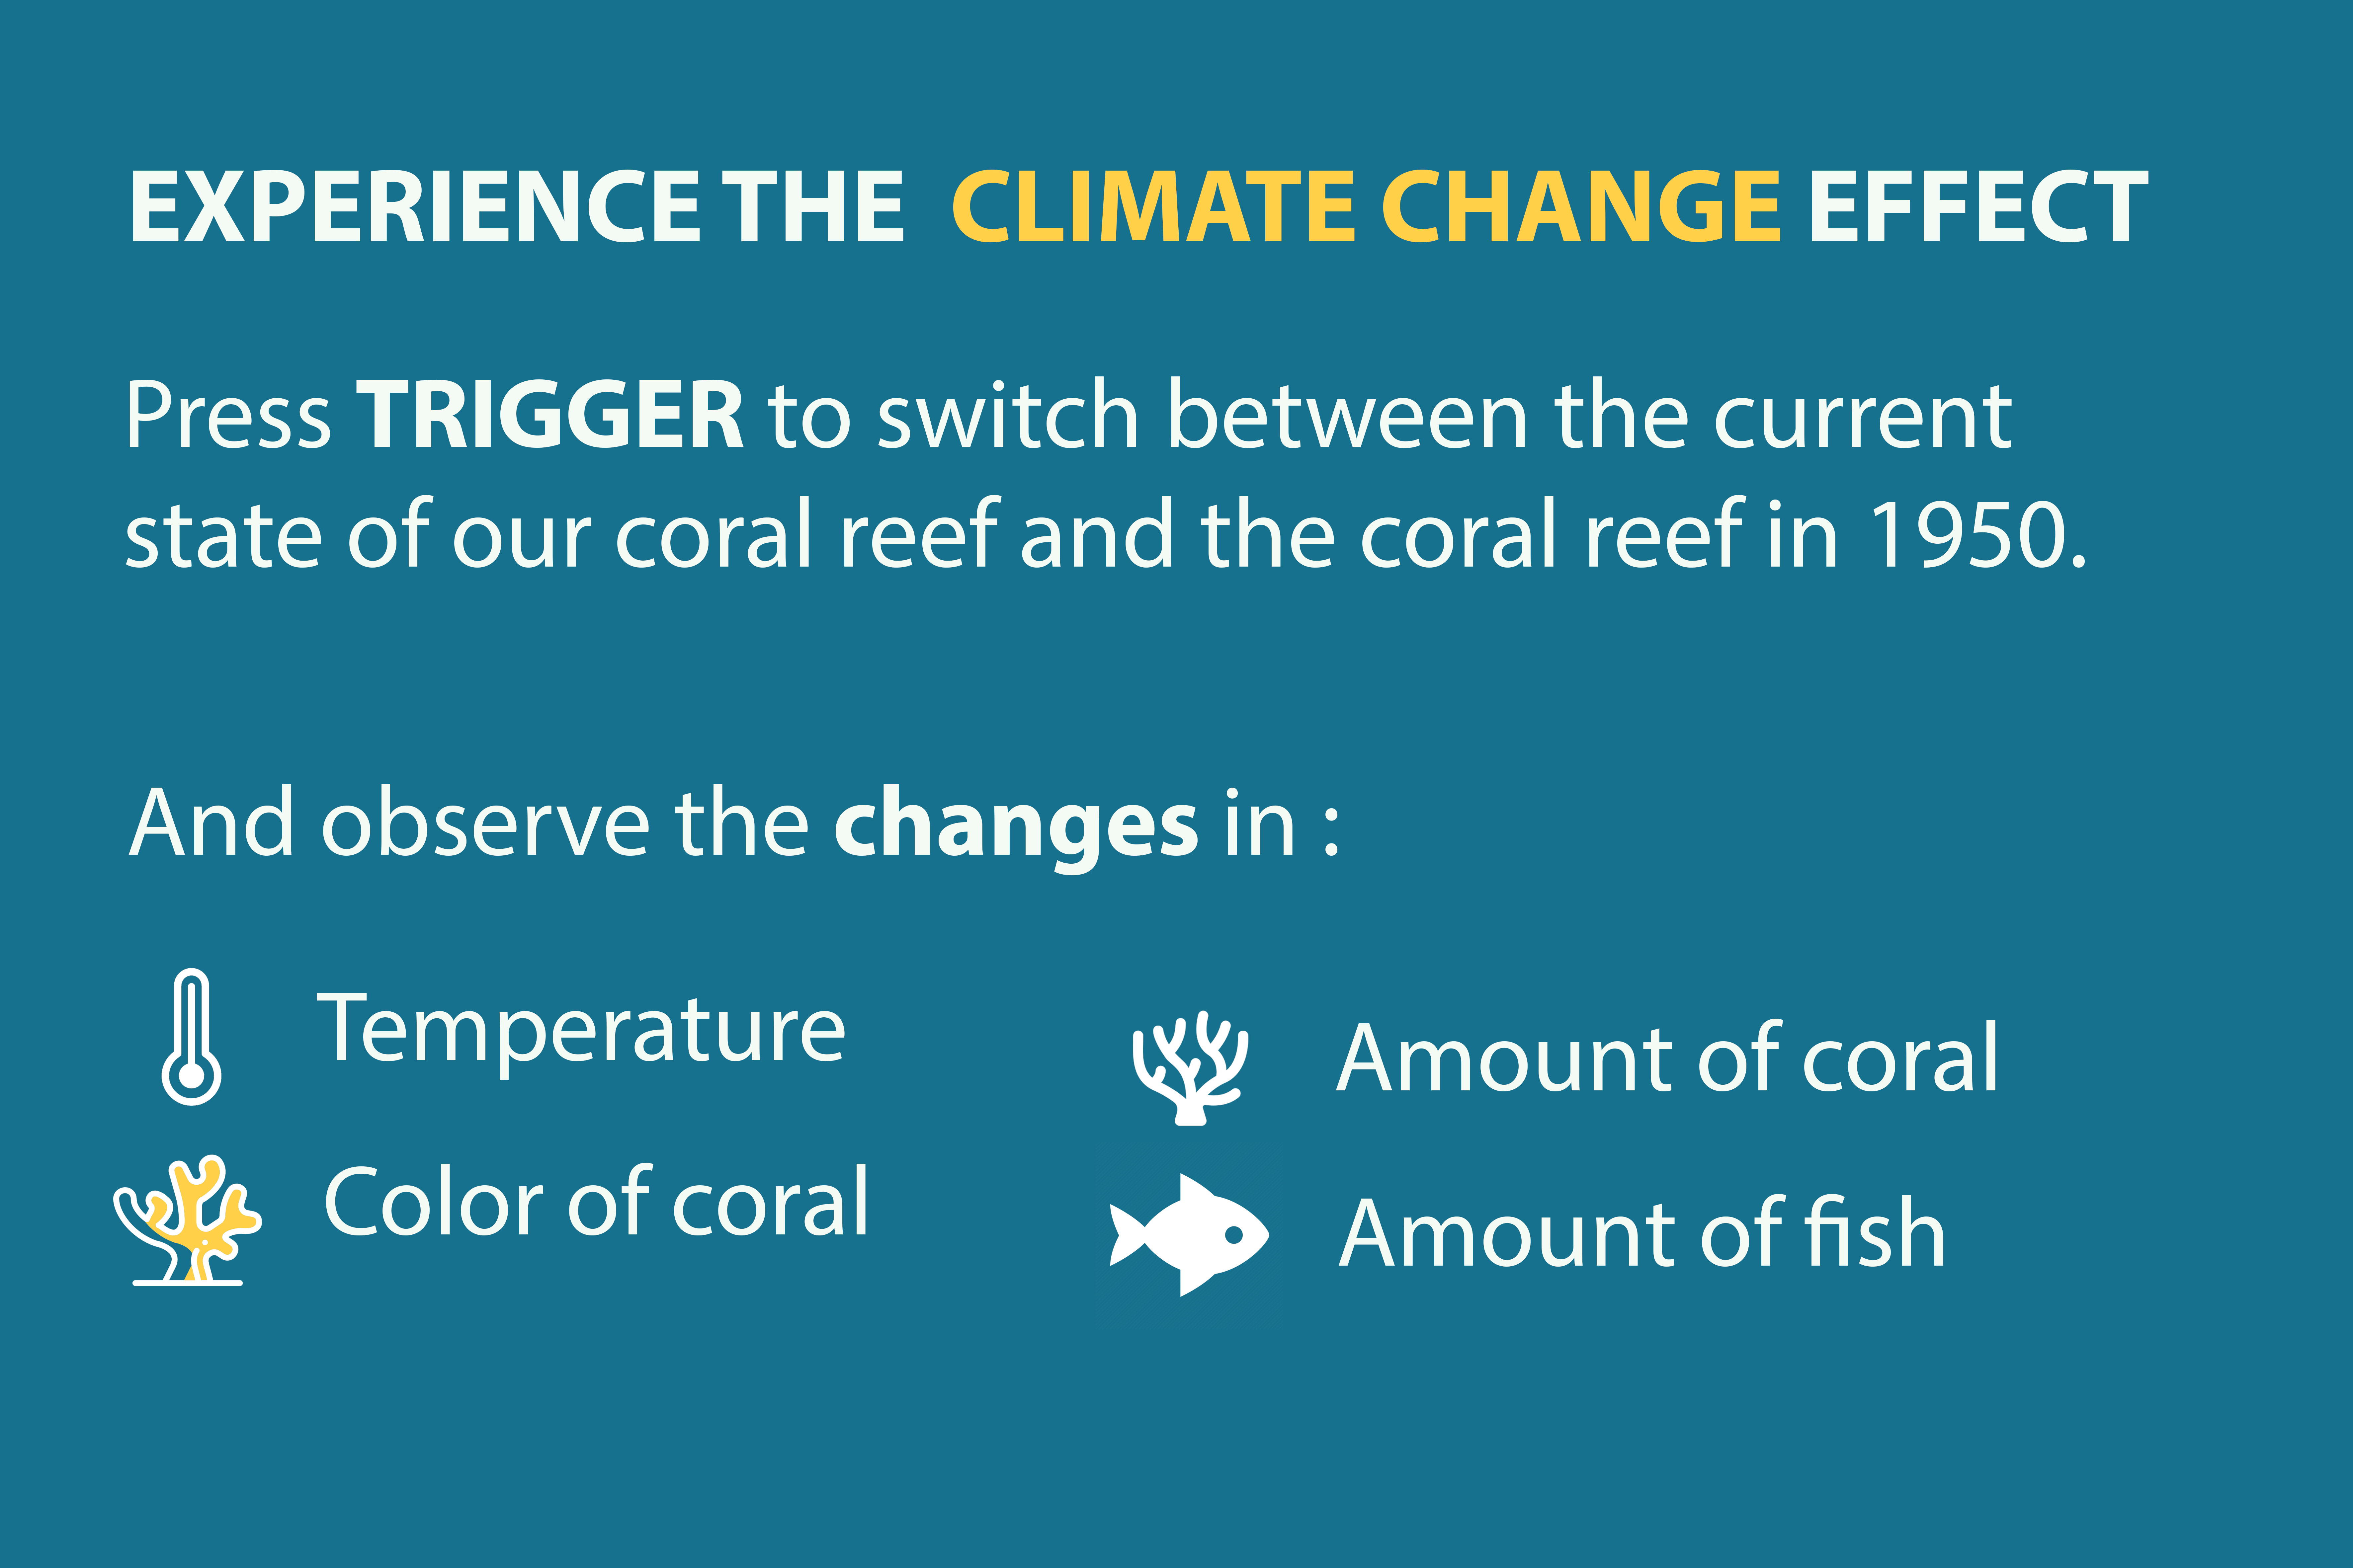 EXPERIENCE THE CLIMATE CHANGE EFFECT
Press TRIGGER to switch between the current
state of our coral reef and the coral reef in 1950.
And observe the changes in :
Temperature
Color of coral
Amount of coral
Amount of fish